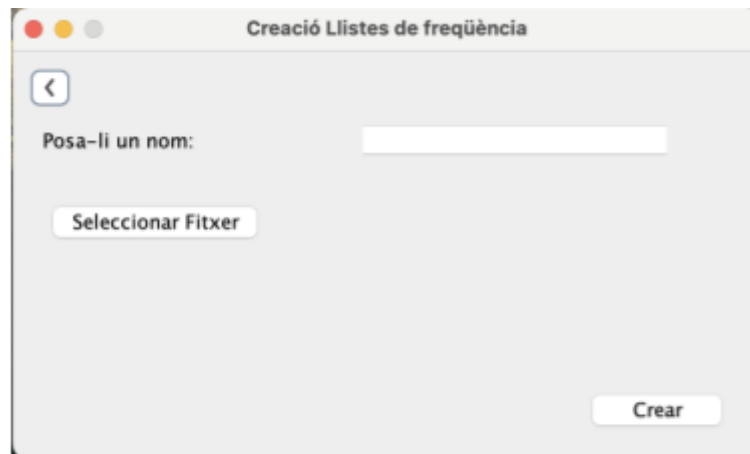 Creació Llistes de freqüència
Posa-li un nom:
Seleccionar Fitxer
Crear